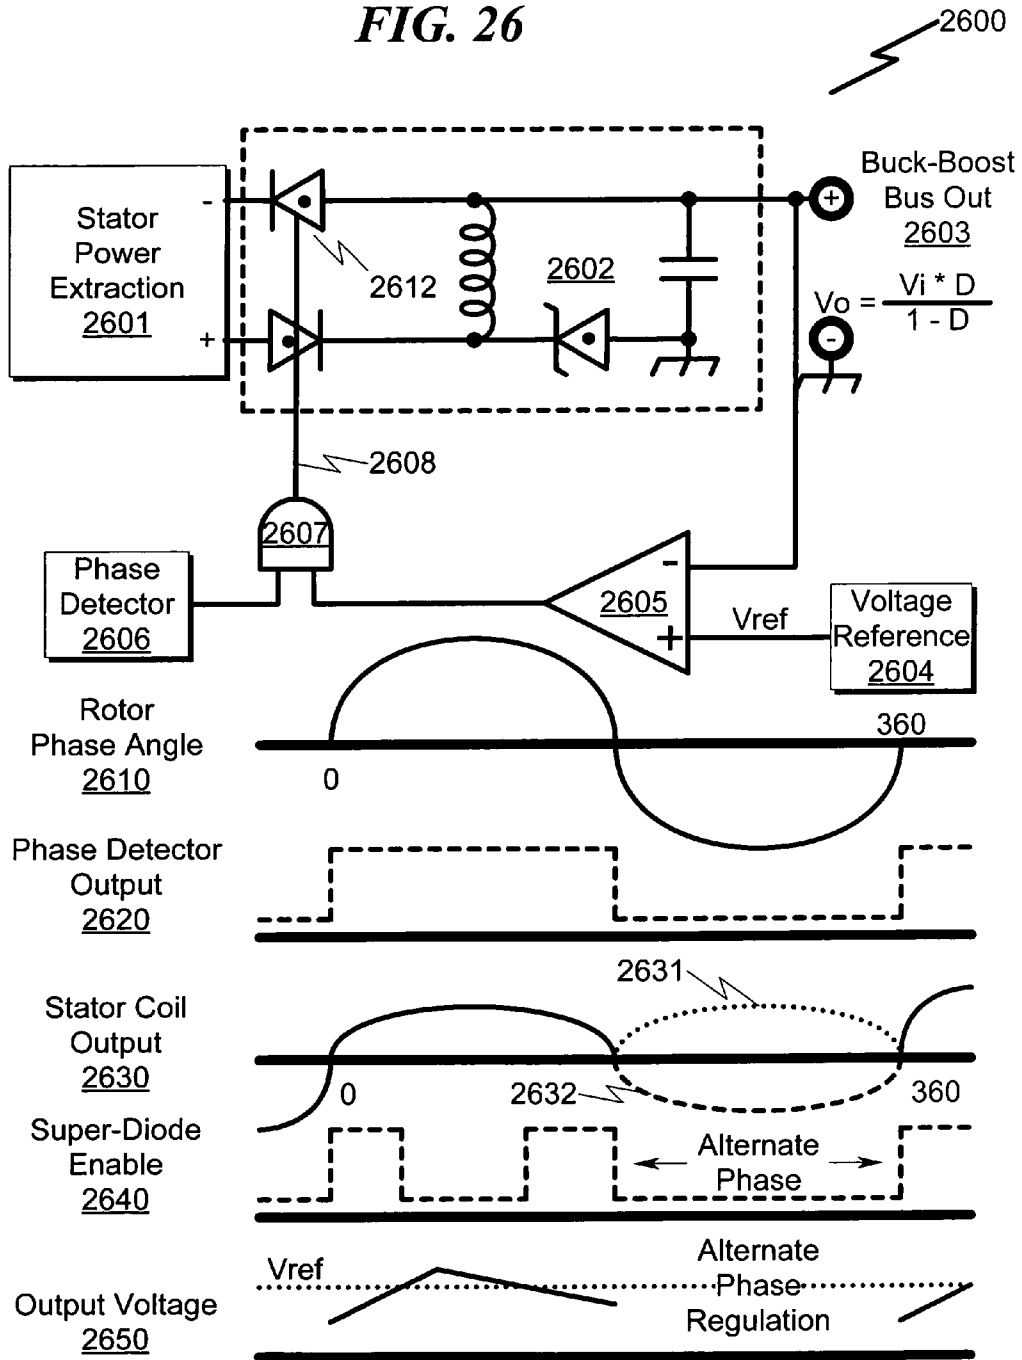 FIG. 26
2600
Stator
Power
Extraction
2601
-
+
2612
2602
+
-
Buck-Boost
Bus Out
2603
Vo = Vi * D
1 - D
2608
2607
Phase
Detector
2606
-
2605
+
Vref
Voltage
Reference
2604
Rotor
Phase Angle
2610
0
360
Phase Detector
Output
2620
Stator Coil
Output
2630
2631
0
2632
360
Super-Diode
Enable
2640
Alternate
Phase
Output Voltage
2650
Vref
Alternate
Phase
Regulation